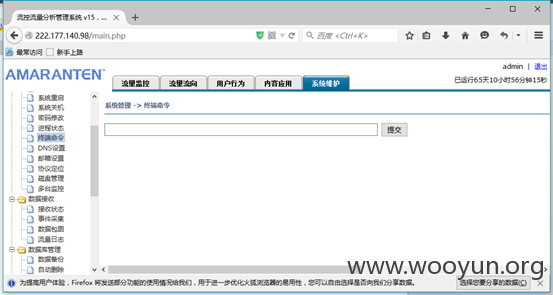 流控流量分析管理系统 v15 ，...
222.177.140.98/main.php
百度 <Ctrl+K>
最常访问 新手上路
AMARANTEN
admin | 退出
流量监控 流量流向 用户行为 内容应用 系统维护
已运行65天10小时56分钟15秒
系统管理 -> 终端命令
提交
系统重启
系统关机
密码修改
进程状态
终端命令
DNS设置
邮箱设置
协议定位
磁盘管理
多台监控
数据接收
接收状态
事件采集
数据包图
流量日志
数据库管理
数据备份
自动删除
www.wooyun.org
为提高用户体验，Firefox 将发送部分功能的使用情况给我们，用于进一步优化火狐浏览器的易用性，您可以自由选择是否向我们分享数据。
选择您要分享的数据(C)